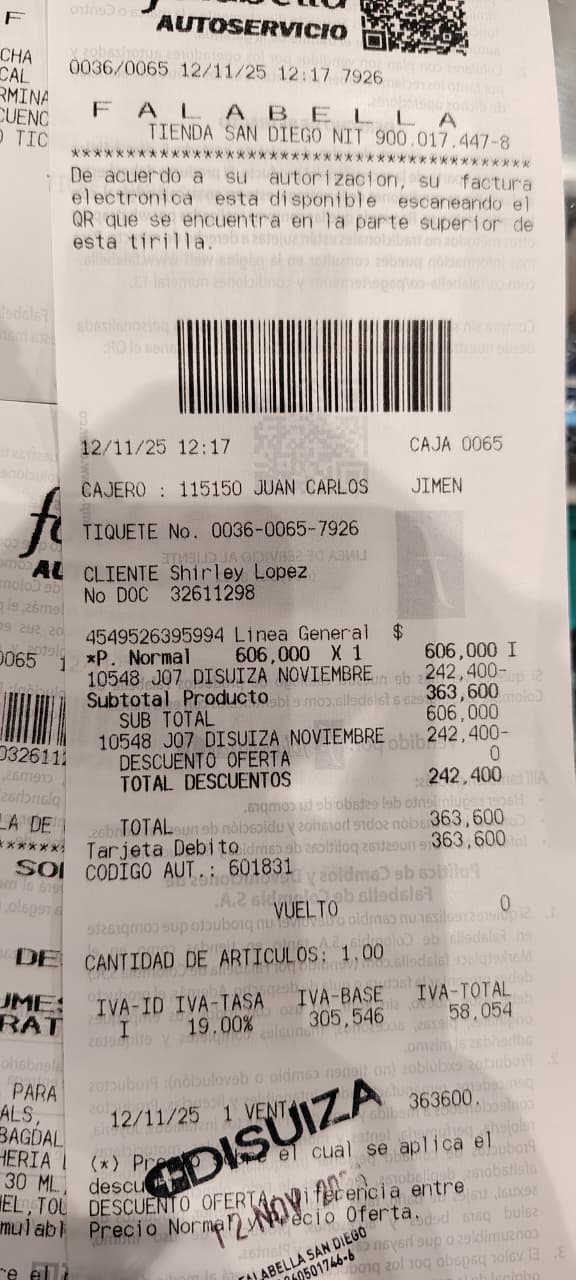 AUTOSERVICIO
0036/0065 12/11/25 12:17 7926
F A L A B E L L A
TIENDA SAN DIEGO NIT 900.017.447-8
******************************************
De acuerdo a su autorizacion, su factura
electronica esta disponible escaneando el
QR que se encuentra en la parte superior de
esta tirilla.
12/11/25 12:17 CAJA 0065
CAJERO : 115150 JUAN CARLOS JIMEN
TIQUETE No. 0036-0065-7926
CLIENTE Shirley Lopez
No DOC 32611298
4549526395994 Linea General $
*P. Normal 606,000 X 1 606,000 I
10548 J07 DISUIZA NOVIEMBRE 242,400-
Subtotal Producto 363,600
SUB TOTAL 606,000
10548 J07 DISUIZA NOVIEMBRE 242,400-
DESCUENTO OFERTA 0
TOTAL DESCUENTOS 242,400
TOTAL 363,600
Tarjeta Debito 363,600
CODIGO AUT.: 601831
VUELTO 0
CANTIDAD DE ARTICULOS: 1.00
IVA-ID IVA-TASA IVA-BASE IVA-TOTAL
I 19.00% 305,546 58,054
12/11/25 1 VENTA 363600.
DISUIZA
(*) el cual se aplica el
DESCUENTO OFERTA, Diferencia entre
Precio Normal y Precio Oferta.
12 NOV
FALABELLA SAN DIEGO